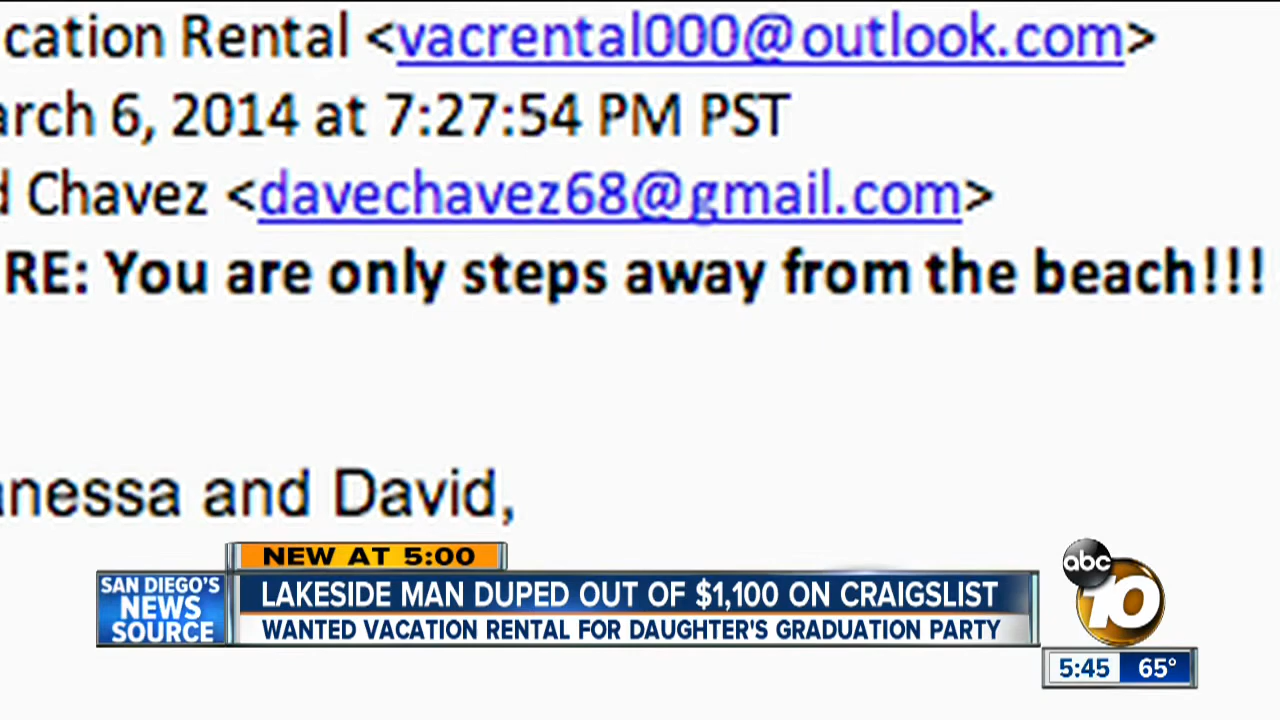 cation Rental <vacrental000@outlook.com>
arch 6, 2014 at 7:27:54 PM PST
d Chavez <davechavez68@gmail.com>
RE: You are only steps away from the beach!!!
anessa and David,
NEW AT 5:00
SAN DIEGO'S
NEWS
SOURCE
LAKESIDE MAN DUPED OUT OF $1,100 ON CRAIGSLIST
WANTED VACATION RENTAL FOR DAUGHTER'S GRADUATION PARTY
abc
10
5:45 65°